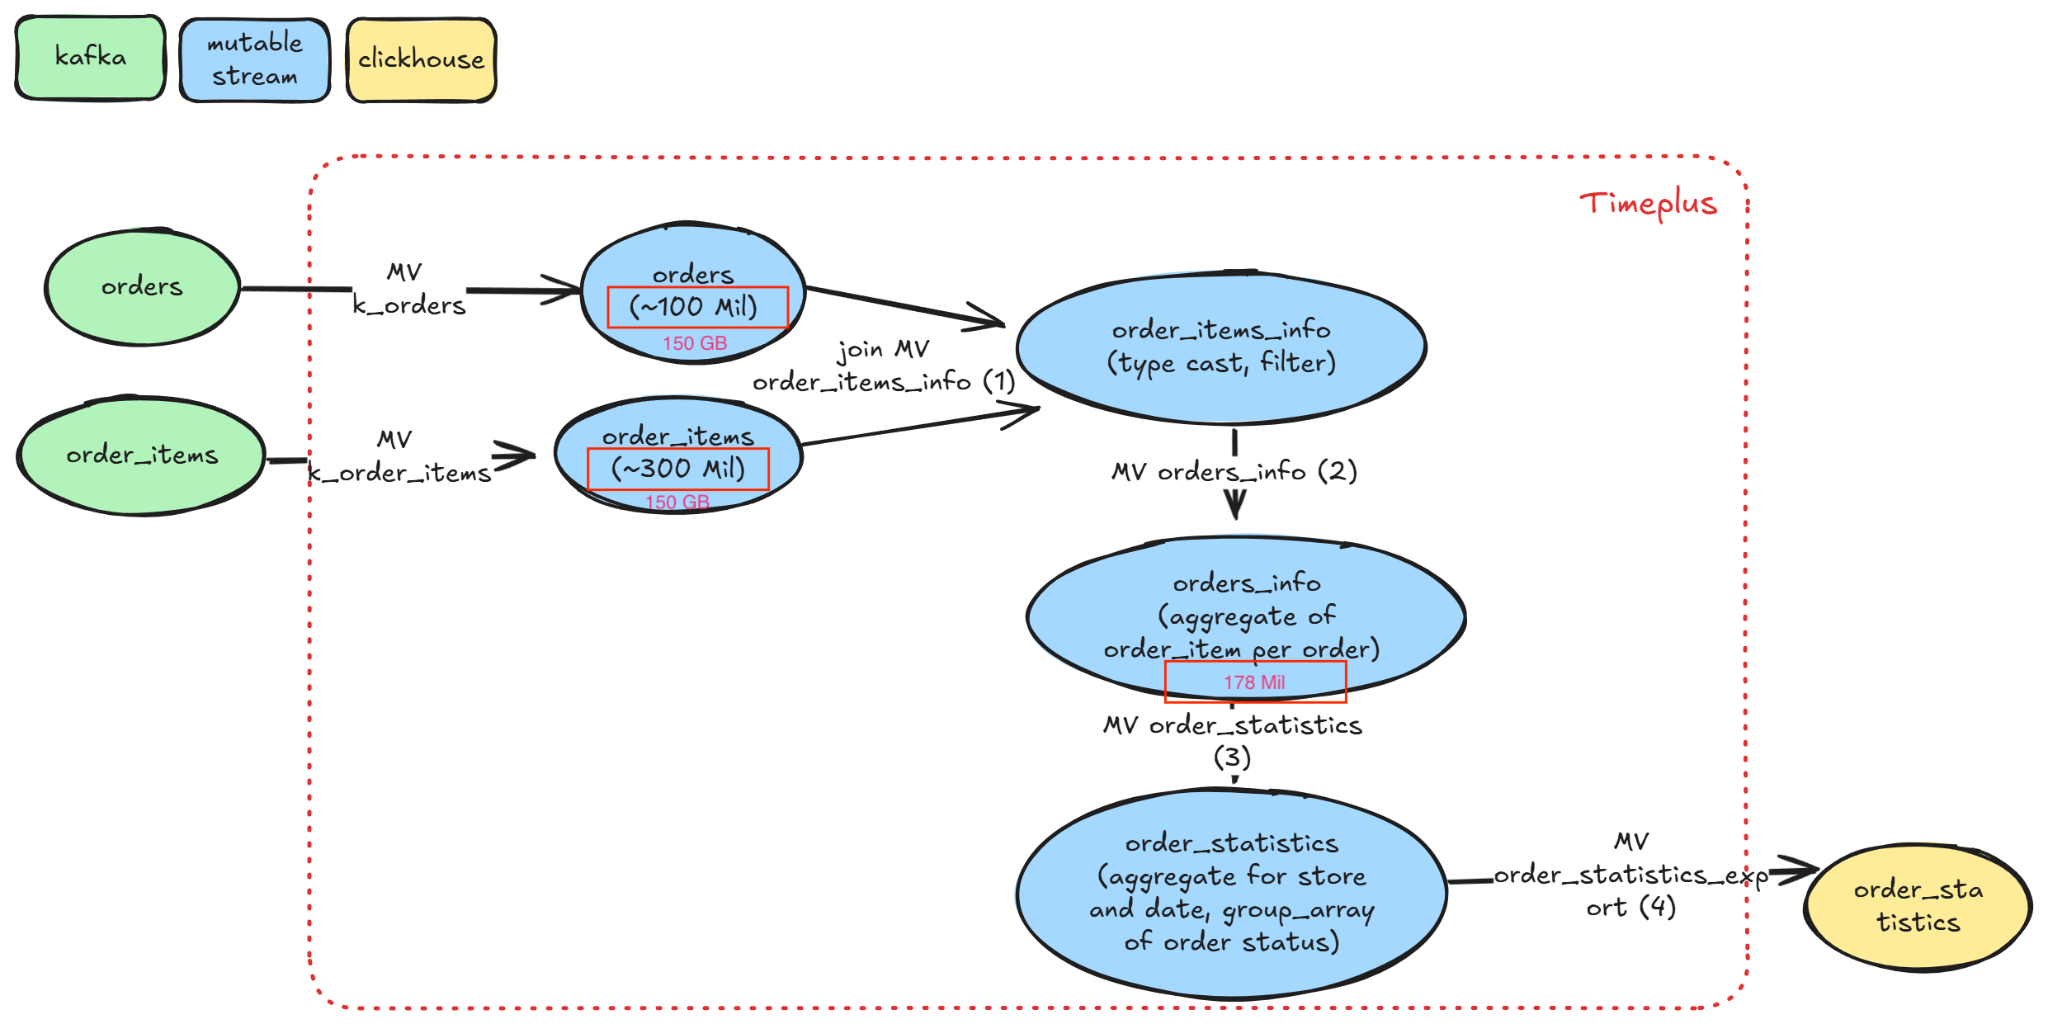 kafka
mutable
stream
clickhouse
Timeplus
orders
MV
k_orders
orders
(~100 Mil)
150 GB
join MV
order_items_info (1)
order_items_info
(type cast, filter)
order_items
MV
k_order_items
order_items
(~300 Mil)
150 GB
MV orders_info (2)
orders_info
(aggregate of
order_item per order)
178 Mil
MV order_statistics
(3)
order_statistics
(aggregate for store
and date, group_array
of order status)
MV
order_statistics_exp
ort (4)
order_sta
tistics